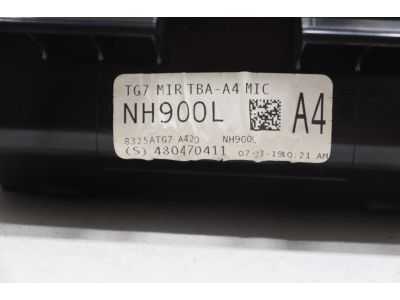 TG7 MIR TBA-A4 MIC
NH900L A4
8325ATG7 A420 NH900L
(S) 480470411 07-23-19 10:21 AM